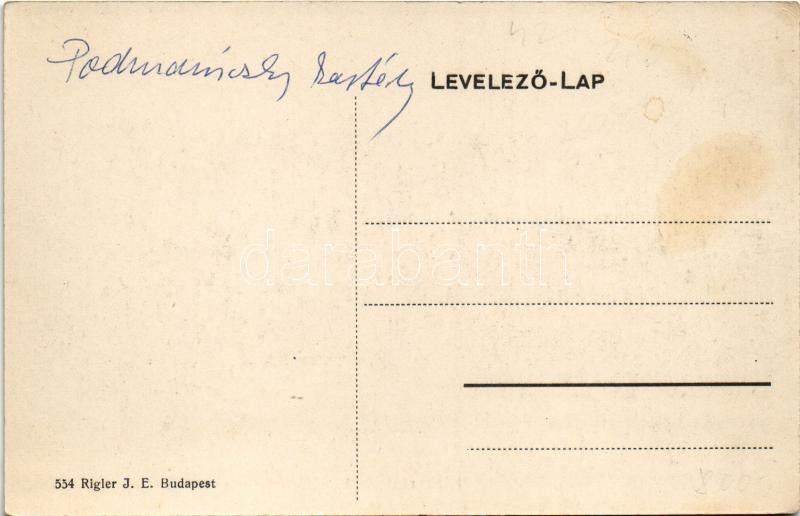 Podmaniczky kastély
LEVELEZŐ-LAP
darabanth
554 Rigler J. E. Budapest